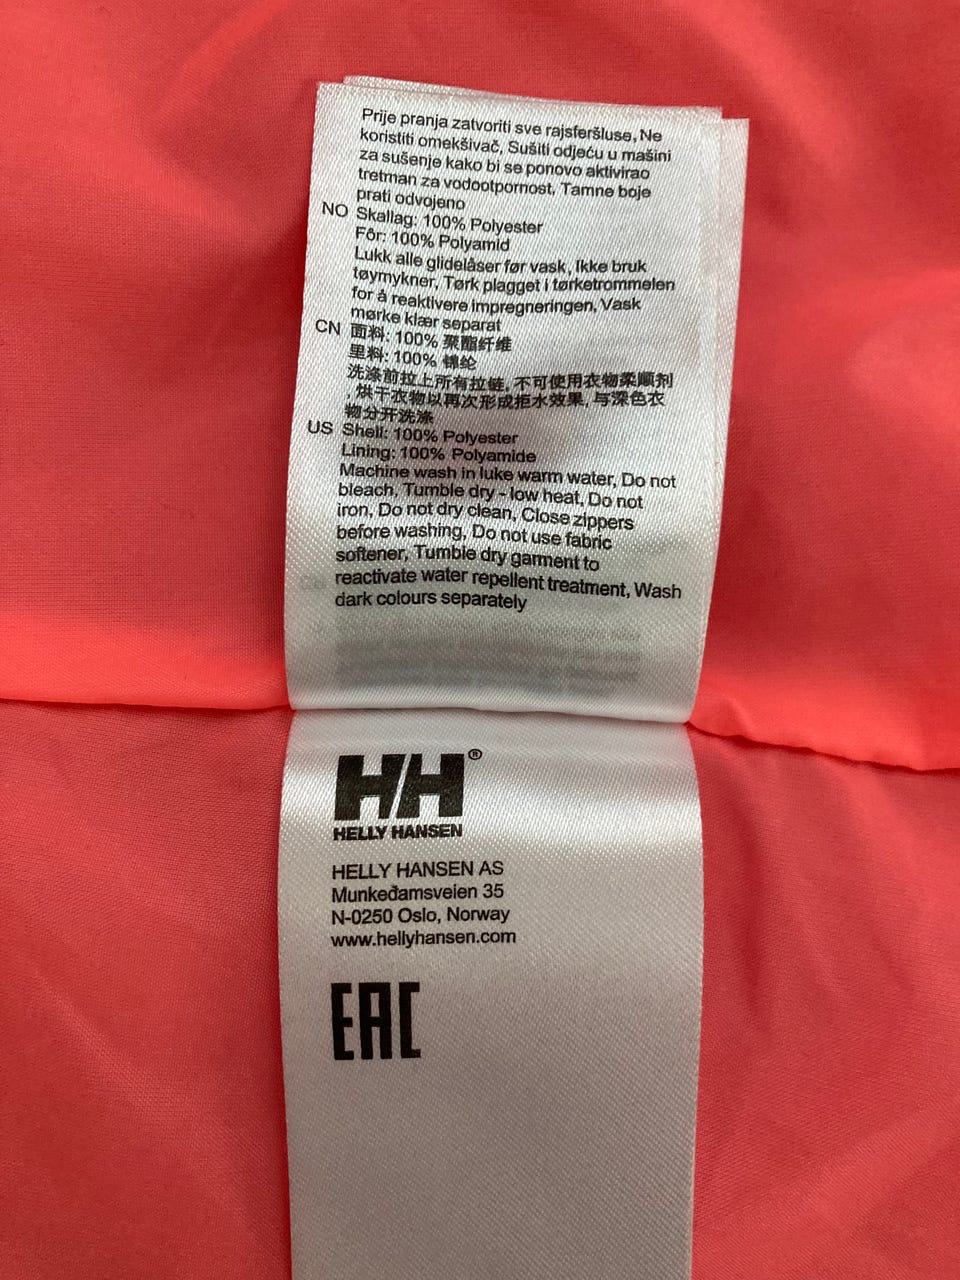 Prije pranja zatvoriti sve rajsferšluse, Ne
koristiti omekšivač, Sušiti odjeću u mašini
za sušenje kako bi se ponovo aktivirao
tretman za vodootpornost. Tamne boje
prati odvojeno
NO Skallag: 100% Polyester
Fôr: 100% Polyamid
Lukk alle glidelåser før vask, Ikke bruk
tøymykner, Tørk plagget i tørketrommelen
for å reaktivere impregneringen, Vask
mørke klær separat
CN 面料: 100% 聚酯纤维
里料: 100% 锦纶
洗涤前拉上所有拉链, 不可使用衣物柔顺剂
, 烘干衣物以再次形成拒水效果, 与深色衣
物分开洗涤
US Shell: 100% Polyester
Lining: 100% Polyamide
Machine wash in luke warm water, Do not
bleach, Tumble dry - low heat, Do not
iron, Do not dry clean, Close zippers
before washing, Do not use fabric
softener, Tumble dry garment to
reactivate water repellent treatment, Wash
dark colours separately
HH®
HELLY HANSEN
HELLY HANSEN AS
Munkeðamsveien 35
N-0250 Oslo, Norway
www.hellyhansen.com
EAC